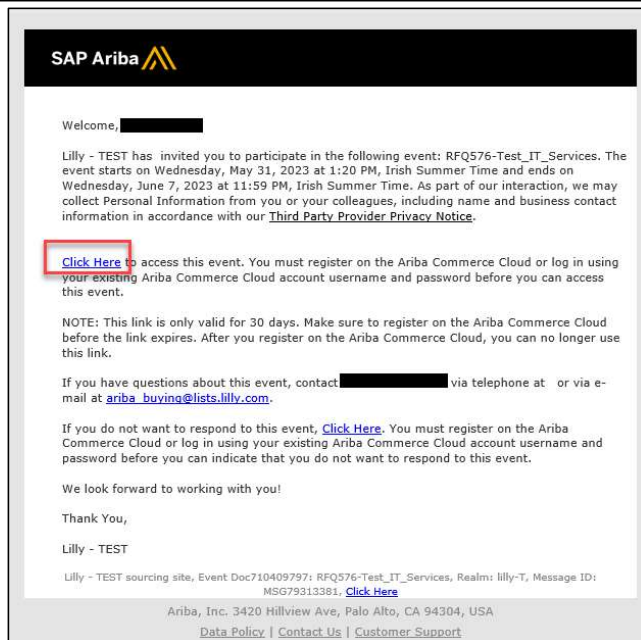 SAP Ariba
Welcome,
Lilly - TEST has invited you to participate in the following event: RFQ576-Test_IT_Services. The
event starts on Wednesday, May 31, 2023 at 1:20 PM, Irish Summer Time and ends on
Wednesday, June 7, 2023 at 11:59 PM, Irish Summer Time. As part of our interaction, we may
collect Personal Information from you or your colleagues, including name and business contact
information in accordance with our Third Party Provider Privacy Notice.
Click Here to access this event. You must register on the Ariba Commerce Cloud or log in using
your existing Ariba Commerce Cloud account username and password before you can access
this event.
NOTE: This link is only valid for 30 days. Make sure to register on the Ariba Commerce Cloud
before the link expires. After you register on the Ariba Commerce Cloud, you can no longer use
this link.
If you have questions about this event, contact via telephone at or via e-
mail at ariba_buying@lists.lilly.com.
If you do not want to respond to this event, Click Here. You must register on the Ariba
Commerce Cloud or log in using your existing Ariba Commerce Cloud account username and
password before you can indicate that you do not want to respond to this event.
We look forward to working with you!
Thank You,
Lilly - TEST
Lilly - TEST sourcing site, Event Doc710409797: RFQ576-Test_IT_Services, Realm: lilly-T, Message ID:
MSG79313381, Click Here
Ariba, Inc. 3420 Hillview Ave, Palo Alto, CA 94304, USA
Data Policy | Contact Us | Customer Support